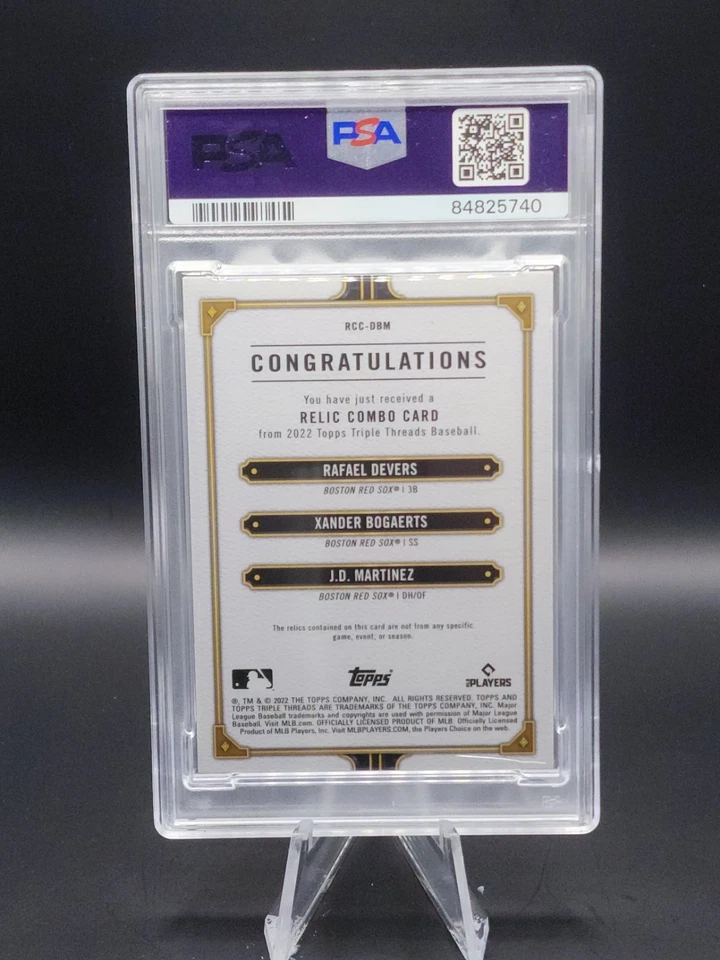 PSA
PSA
84825740
RCC-DBM
CONGRATULATIONS
You have just received a
RELIC COMBO CARD
from 2022 Topps Triple Threads Baseball.
RAFAEL DEVERS
BOSTON RED SOX® | 3B
XANDER BOGAERTS
BOSTON RED SOX® | SS
J.D. MARTINEZ
BOSTON RED SOX® | DH/OF
The relics contained on this card are not from any specific
game, event, or season.
Topps
PLAYERS
®, TM & © 2022 THE TOPPS COMPANY, INC. ALL RIGHTS RESERVED. TOPPS AND
TOPPS TRIPLE THREADS ARE TRADEMARKS OF THE TOPPS COMPANY, INC. Major
League Baseball trademarks and copyrights are used with permission of Major League
Baseball. Visit MLB.com. OFFICIALLY LICENSED PRODUCT OF MLB Officially Licensed
Product of MLB Players, Inc. Visit MLBPLAYERS.COM, the Players Choice on the web.